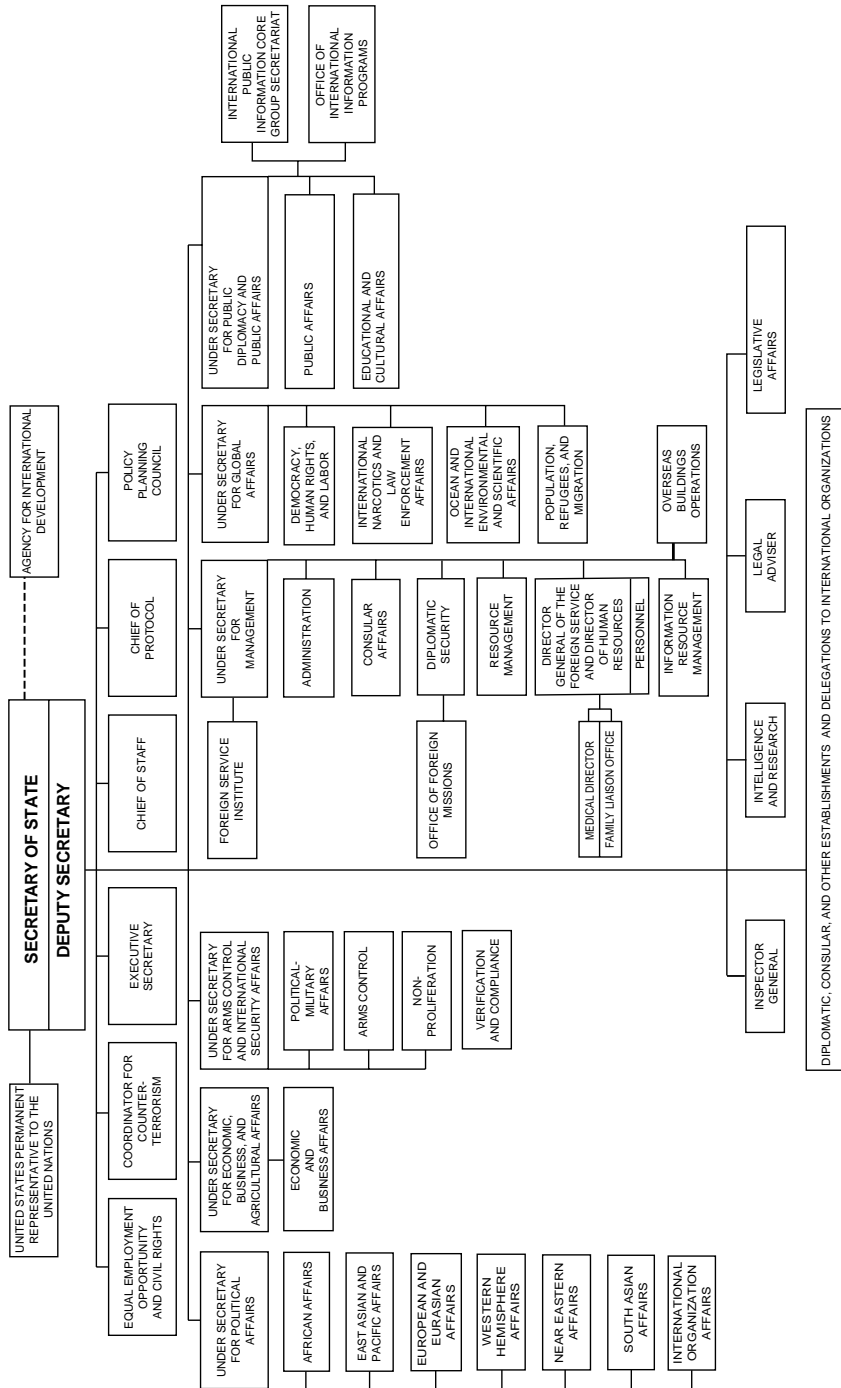 SECRETARY OF STATE
DEPUTY SECRETARY
UNITED STATES PERMANENT
REPRESENTATIVE TO THE
UNITED NATIONS
AGENCY FOR INTERNATIONAL
DEVELOPMENT
EQUAL EMPLOYMENT
OPPORTUNITY
AND CIVIL RIGHTS
COORDINATOR FOR
COUNTER-
TERRORISM
EXECUTIVE
SECRETARY
CHIEF OF STAFF
CHIEF OF
PROTOCOL
POLICY
PLANNING
COUNCIL
UNDER SECRETARY
FOR POLITICAL
AFFAIRS
AFRICAN AFFAIRS
EAST ASIAN AND
PACIFIC AFFAIRS
EUROPEAN AND
EURASIAN
AFFAIRS
WESTERN
HEMISPHERE
AFFAIRS
NEAR EASTERN
AFFAIRS
SOUTH ASIAN
AFFAIRS
INTERNATIONAL
ORGANIZATION
AFFAIRS
UNDER SECRETARY
FOR ECONOMIC,
BUSINESS, AND
AGRICULTURAL AFFAIRS
ECONOMIC
AND
BUSINESS AFFAIRS
UNDER SECRETARY
FOR ARMS CONTROL
AND INTERNATIONAL
SECURITY AFFAIRS
POLITICAL-
MILITARY
AFFAIRS
ARMS CONTROL
NON-
PROLIFERATION
VERIFICATION
AND COMPLIANCE
FOREIGN SERVICE
INSTITUTE
OFFICE OF FOREIGN
MISSIONS
MEDICAL DIRECTOR
FAMILY LIAISON OFFICE
UNDER SECRETARY
FOR
MANAGEMENT
ADMINISTRATION
CONSULAR
AFFAIRS
DIPLOMATIC
SECURITY
RESOURCE
MANAGEMENT
DIRECTOR
GENERAL OF THE
FOREIGN SERVICE
AND DIRECTOR
OF HUMAN
RESOURCES
PERSONNEL
INFORMATION
RESOURCE
MANAGEMENT
OVERSEAS
BUILDINGS
OPERATIONS
UNDER SECRETARY
FOR GLOBAL
AFFAIRS
DEMOCRACY,
HUMAN RIGHTS,
AND LABOR
INTERNATIONAL
NARCOTICS AND
LAW
ENFORCEMENT
AFFAIRS
OCEAN AND
INTERNATIONAL
ENVIRONMENTAL
AND SCIENTIFIC
AFFAIRS
POPULATION,
REFUGEES, AND
MIGRATION
UNDER SECRETARY
FOR PUBLIC
DIPLOMACY AND
PUBLIC AFFAIRS
PUBLIC AFFAIRS
EDUCATIONAL AND
CULTURAL AFFAIRS
INTERNATIONAL
PUBLIC
INFORMATION CORE
GROUP SECRETARIAT
OFFICE OF
INTERNATIONAL
INFORMATION
PROGRAMS
INSPECTOR
GENERAL
INTELLIGENCE
AND RESEARCH
LEGAL
ADVISER
LEGISLATIVE
AFFAIRS
DIPLOMATIC, CONSULAR, AND OTHER ESTABLISHMENTS AND DELEGATIONS TO INTERNATIONAL ORGANIZATIONS